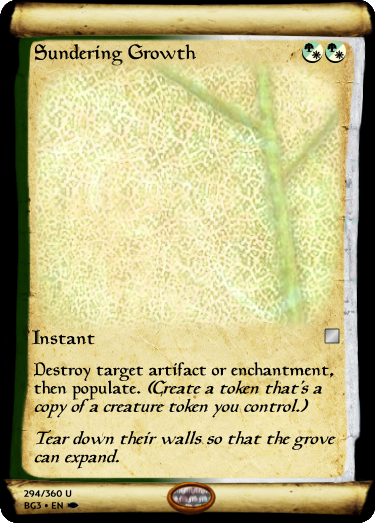 Sundering Growth
Instant
Destroy target artifact or enchantment,
then populate. (Create a token that's a
copy of a creature token you control.)
Tear down their walls so that the grove
can expand.
294/360 U
BG3 • EN